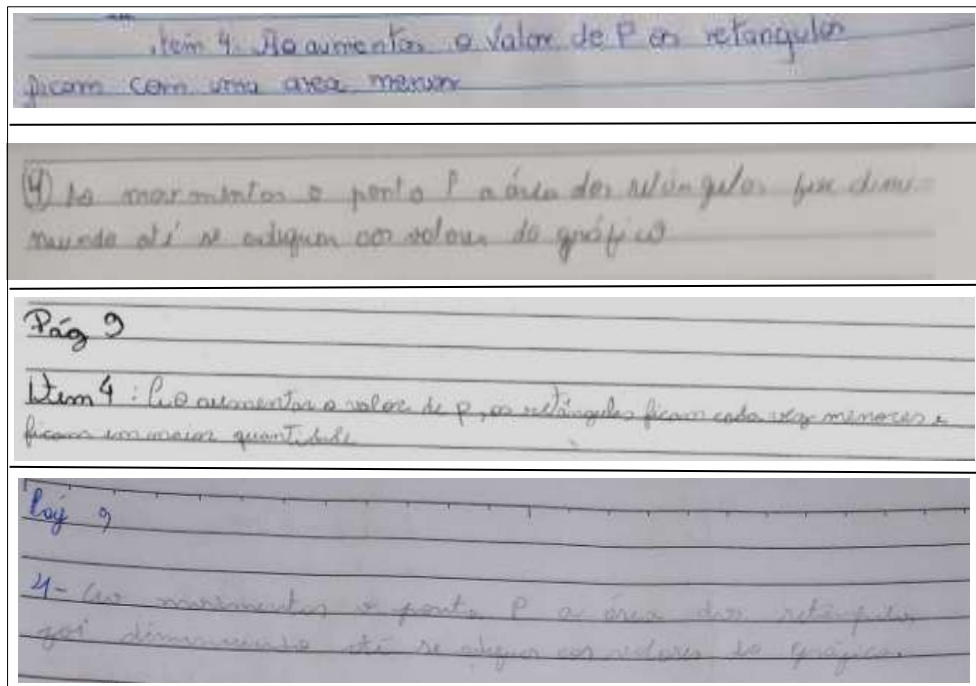 item 4. Ao aumentar o valor de P os retangulos
ficam com uma area menor
(4) Ao movimentar o ponto P a área dos retângulos
até se adequar aos valores do gráfico
Pág 9
Item 4: Ao aumentar o valor de p, os retângulos ficam cada vez menores e
ficam em maior quantidade
Pág 9
4- Ao movimentar o ponto P a área dos retângulos
foi diminuindo até se adequar aos valores do gráfico.